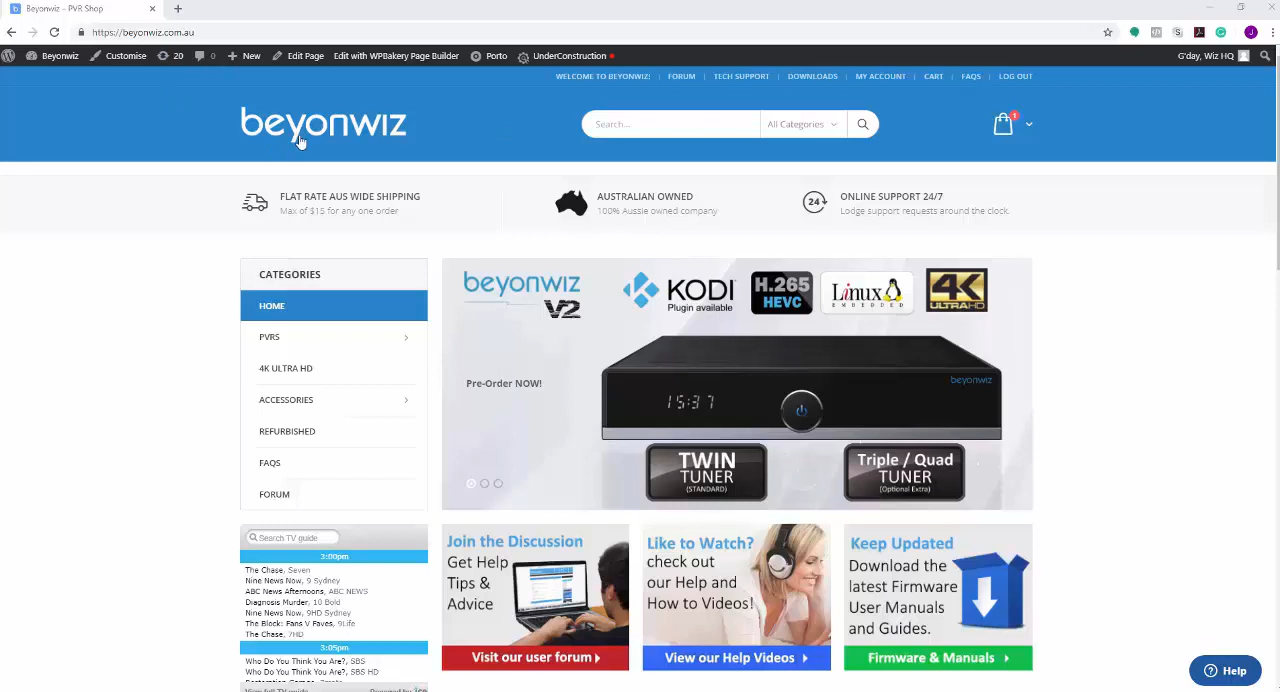 Beyonwiz – PVR Shop
https://beyonwiz.com.au
Beyonwiz Customise 20 0 New Edit Page Edit with WPBakery Page Builder Porto UnderConstruction G'day, Wiz HQ
WELCOME TO BEYONWIZ! FORUM TECH SUPPORT DOWNLOADS MY ACCOUNT CART FAQS LOG OUT
beyonwiz
Search... All Categories
1
FLAT RATE AUS WIDE SHIPPING
Max of $15 for any one order
AUSTRALIAN OWNED
100% Aussie owned company
24
ONLINE SUPPORT 24/7
Lodge support requests around the clock.
CATEGORIES
HOME
PVRS
4K ULTRA HD
ACCESSORIES
REFURBISHED
FAQS
FORUM
beyonwiz
V2
KODI
Plugin available
H.265
HEVC
Linux
EMBEDDED
4K
ULTRA HD
Pre-Order NOW!
beyonwiz
15:37
TWIN
TUNER
(STANDARD)
Triple / Quad
TUNER
(Optional Extra)
Search TV guide
3:00pm
The Chase, Seven
Nine News Now, 9 Sydney
ABC News Afternoons, ABC NEWS
Diagnosis Murder, 10 Bold
Nine News Now, 9HD Sydney
The Block: Fans V Faves, 9Life
The Chase, 7HD
3:05pm
Who Do You Think You Are?, SBS
Who Do You Think You Are?, SBS HD
Join the Discussion
Get Help
Tips &
Advice
Visit our user forum
Like to Watch?
check out
our Help and
How to Videos!
View our Help Videos
Keep Updated
Download the
latest Firmware
User Manuals
and Guides.
Firmware & Manuals
Help